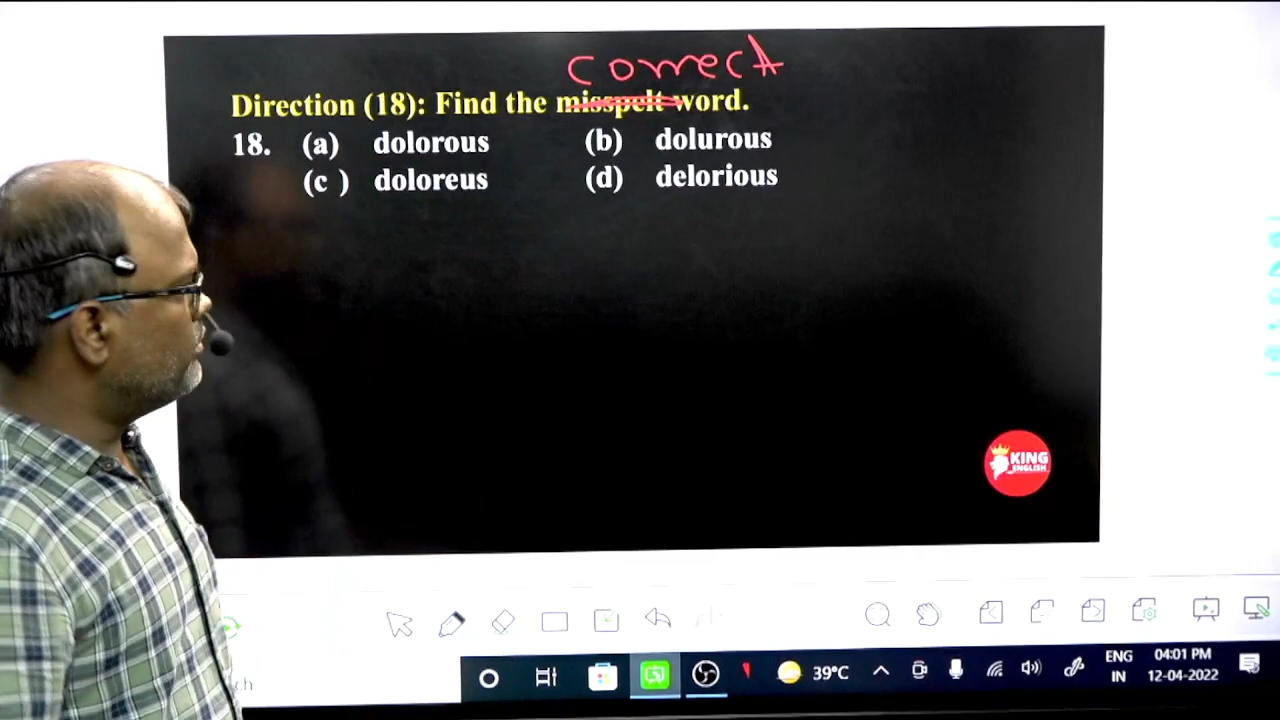 correct
Direction (18): Find the misspelt word.
18. (a) dolorous (b) dolurous
(c ) doloreus (d) delorious
KING
ENGLISH
39°C
ENG
IN
04:01 PM
12-04-2022